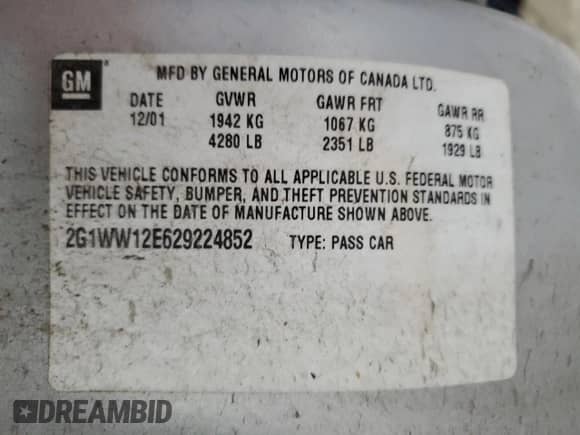 GM MFD BY GENERAL MOTORS OF CANADA LTD.
DATE GVWR GAWR FRT GAWR RR
12/01 1942 KG 1067 KG 875 KG
4280 LB 2351 LB 1929 LB
THIS VEHICLE CONFORMS TO ALL APPLICABLE U.S. FEDERAL MOTOR
VEHICLE SAFETY, BUMPER, AND THEFT PREVENTION STANDARDS IN
EFFECT ON THE DATE OF MANUFACTURE SHOWN ABOVE.
2G1WW12E629224852 TYPE: PASS CAR
DREAMBID